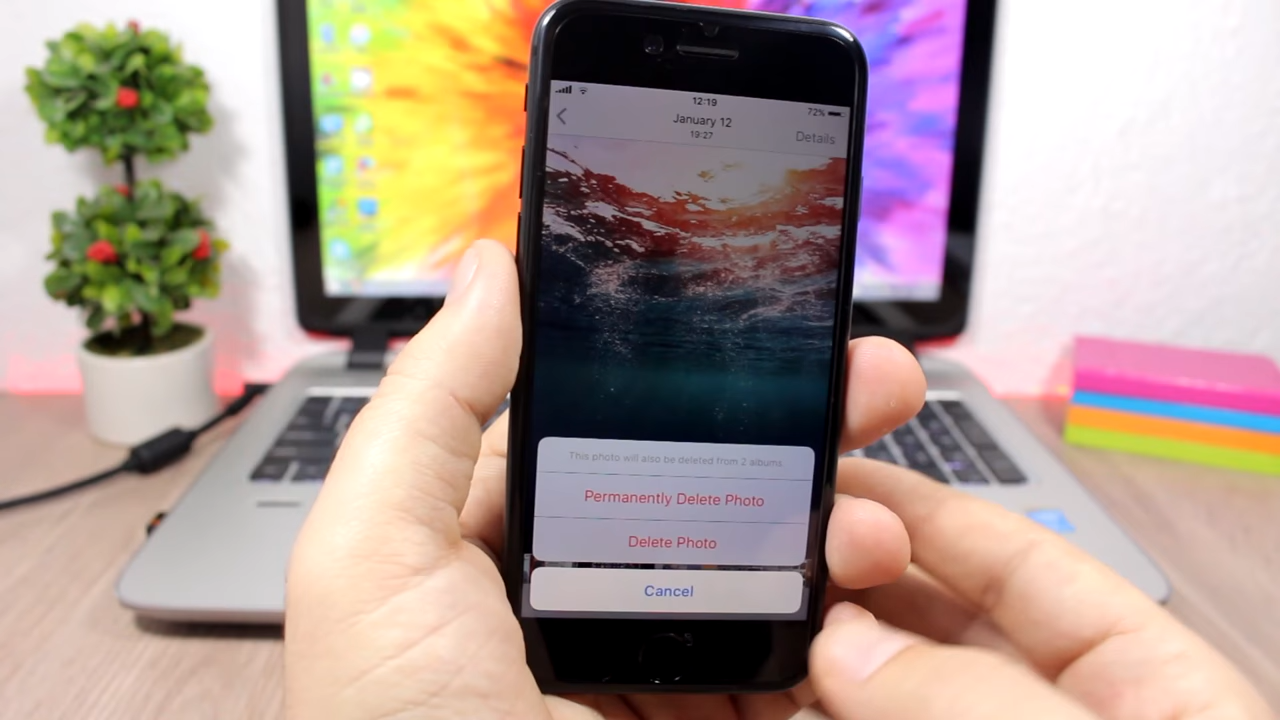 12:19
72%
January 12
19:27
Details
This photo will also be deleted from 2 albums
Permanently Delete Photo
Delete Photo
Cancel